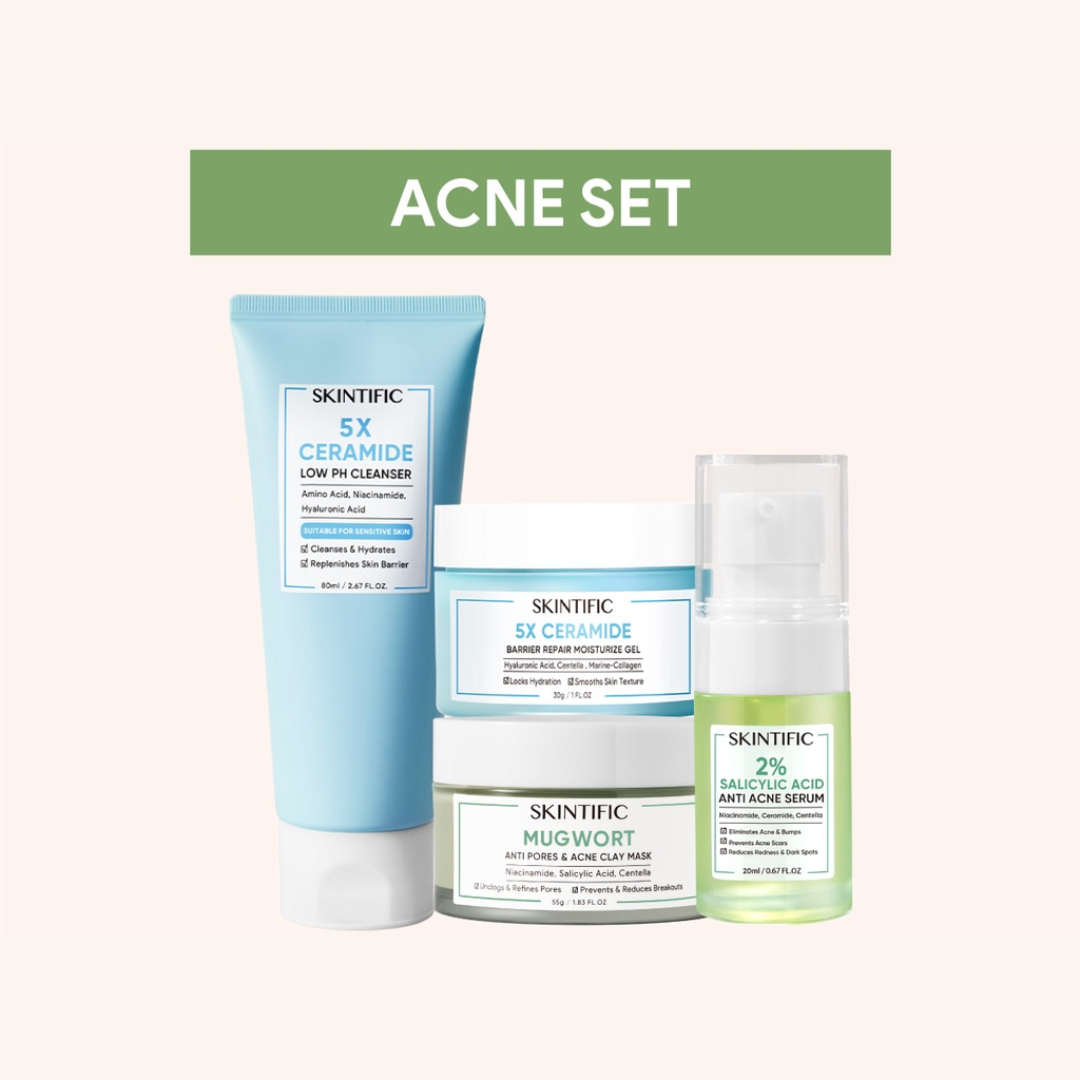 ACNE SET
SKINTIFIC
5X
CERAMIDE
LOW PH CLEANSER
Amino Acid, Niacinamide,
Hyaluronic Acid
SUITABLE FOR SENSITIVE SKIN
Cleanses & Hydrates
Replenishes Skin Barrier
80ml / 2.67 FL.OZ.
SKINTIFIC
5X CERAMIDE
BARRIER REPAIR MOISTURIZE GEL
Hyaluronic Acid, Centella , Marine-Collagen
Locks Hydration Smooths Skin Texture
30g / 1 FL.OZ
SKINTIFIC
MUGWORT
ANTI PORES & ACNE CLAY MASK
Niacinamide, Salicylic Acid, Centella
Unclogs & Refines Pores Prevents & Reduces Breakouts
55g / 1.83 FL.OZ
SKINTIFIC
2%
SALICYLIC ACID
ANTI ACNE SERUM
Niacinamide, Ceramide, Centella
Eliminates Acne & Bumps
Prevents Acne Scars
Reduces Redness & Dark Spots
20ml / 0.67 FL.OZ